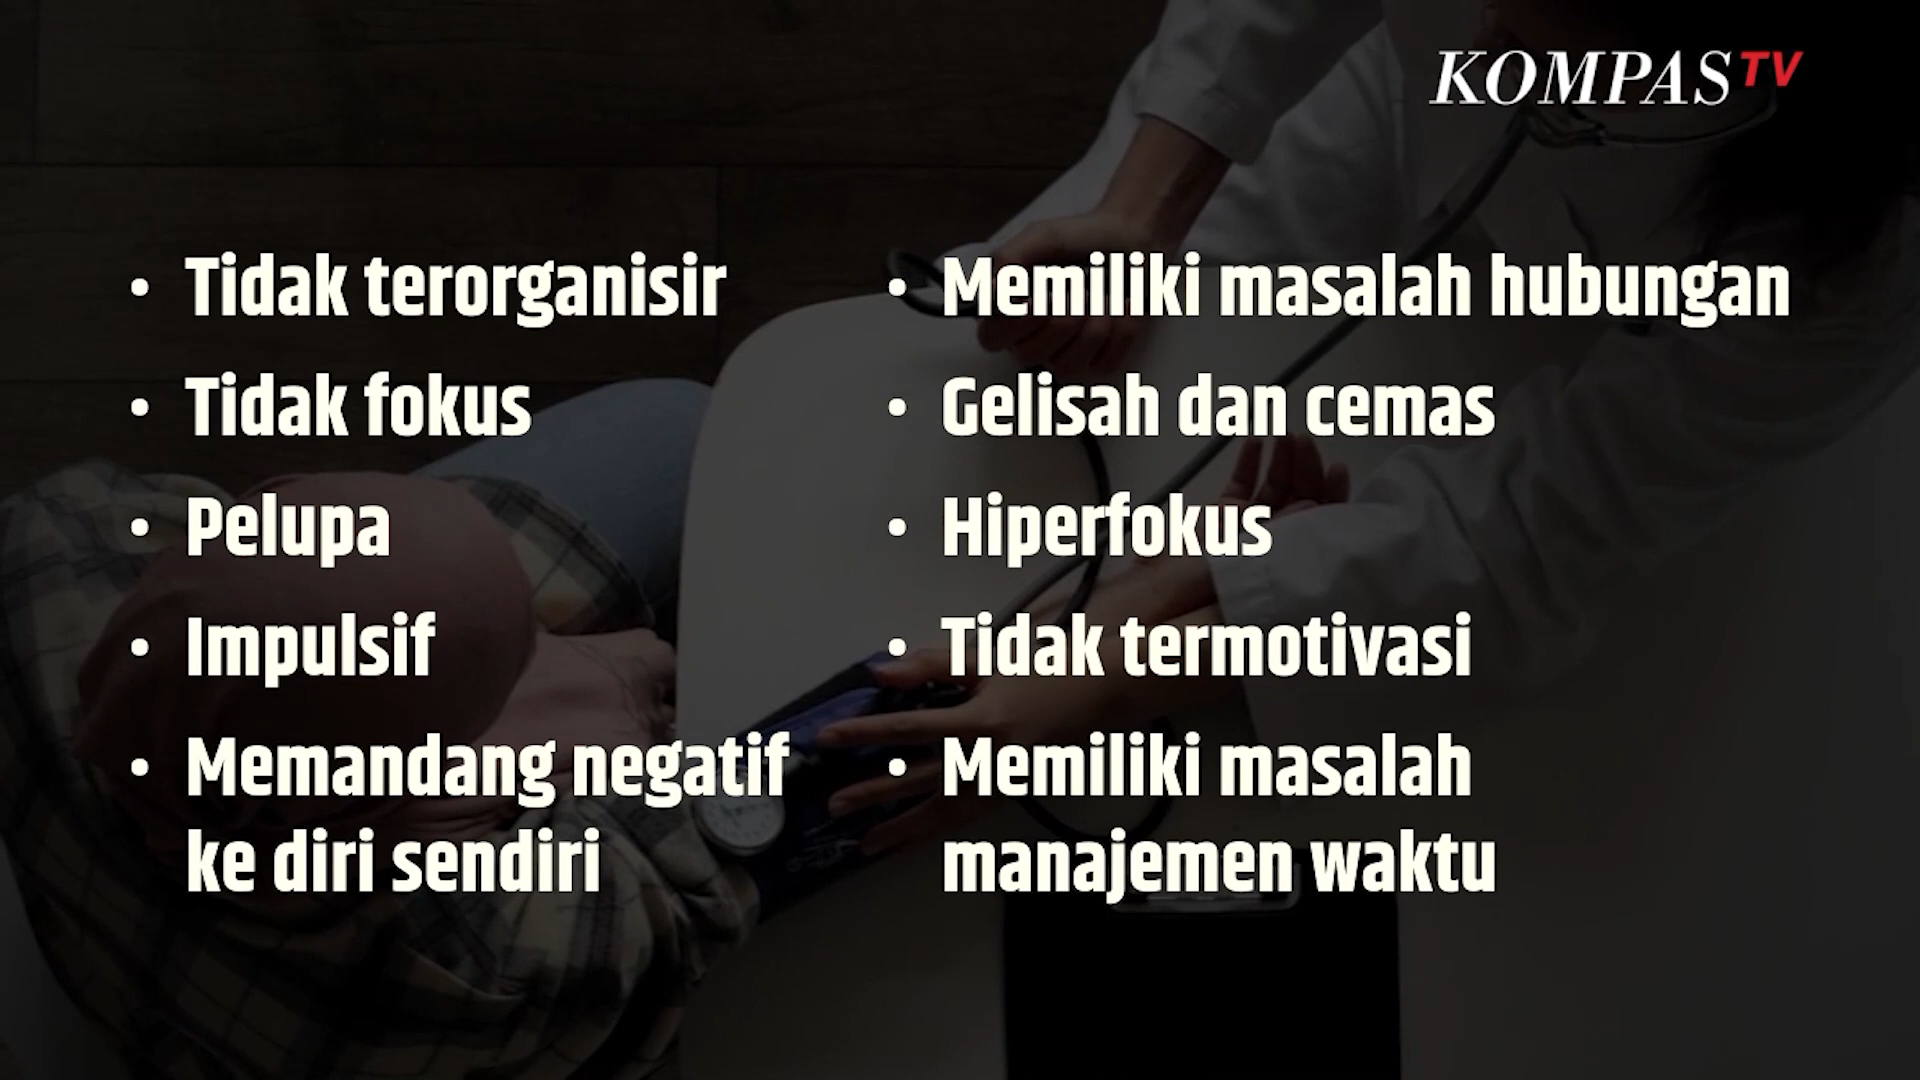 KOMPAS TV
• Tidak terorganisir
• Tidak fokus
• Pelupa
• Impulsif
• Memandang negatif
ke diri sendiri
• Memiliki masalah hubungan
• Gelisah dan cemas
• Hiperfokus
• Tidak termotivasi
• Memiliki masalah
manajemen waktu